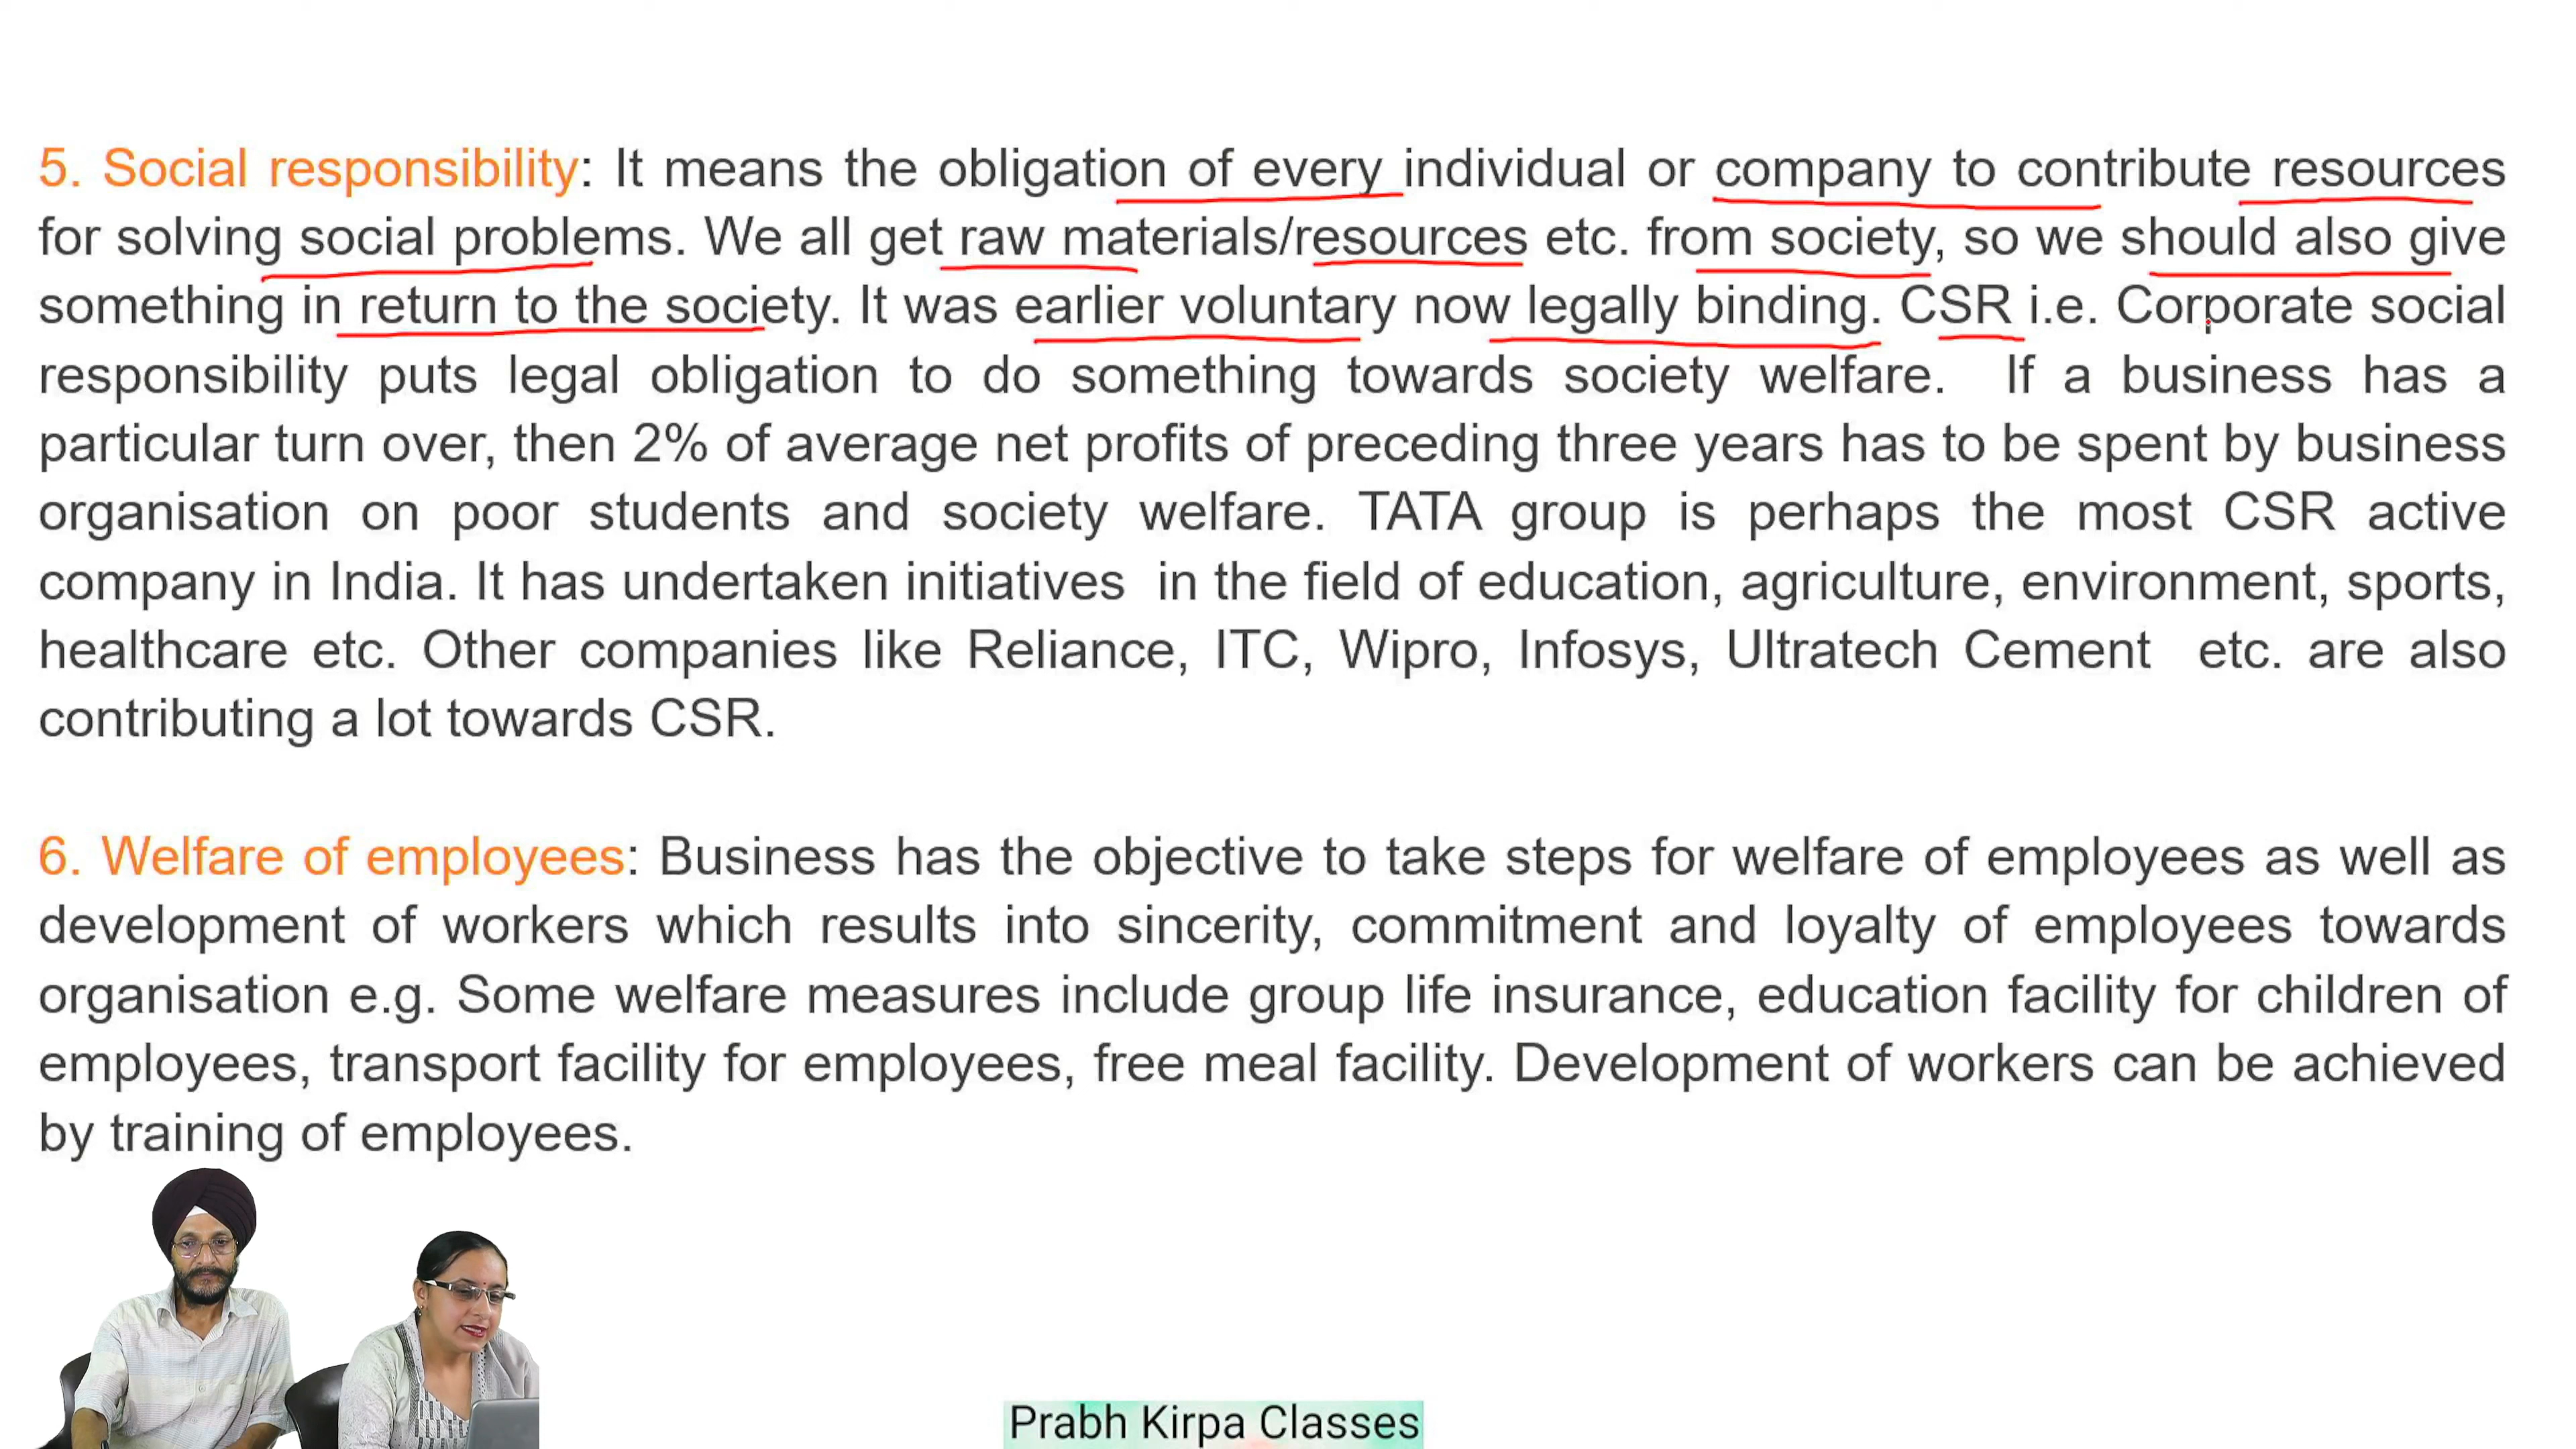 5. Social responsibility: It means the obligation of every individual or company to contribute resources
for solving social problems. We all get raw materials/resources etc. from society, so we should also give
something in return to the society. It was earlier voluntary now legally binding. CSR i.e. Corporate social
responsibility puts legal obligation to do something towards society welfare. If a business has a
particular turn over, then 2% of average net profits of preceding three years has to be spent by business
organisation on poor students and society welfare. TATA group is perhaps the most CSR active
company in India. It has undertaken initiatives in the field of education, agriculture, environment, sports,
healthcare etc. Other companies like Reliance, ITC, Wipro, Infosys, Ultratech Cement etc. are also
contributing a lot towards CSR.
6. Welfare of employees: Business has the objective to take steps for welfare of employees as well as
development of workers which results into sincerity, commitment and loyalty of employees towards
organisation e.g. Some welfare measures include group life insurance, education facility for children of
employees, transport facility for employees, free meal facility. Development of workers can be achieved
by training of employees.
Prabh Kirpa Classes